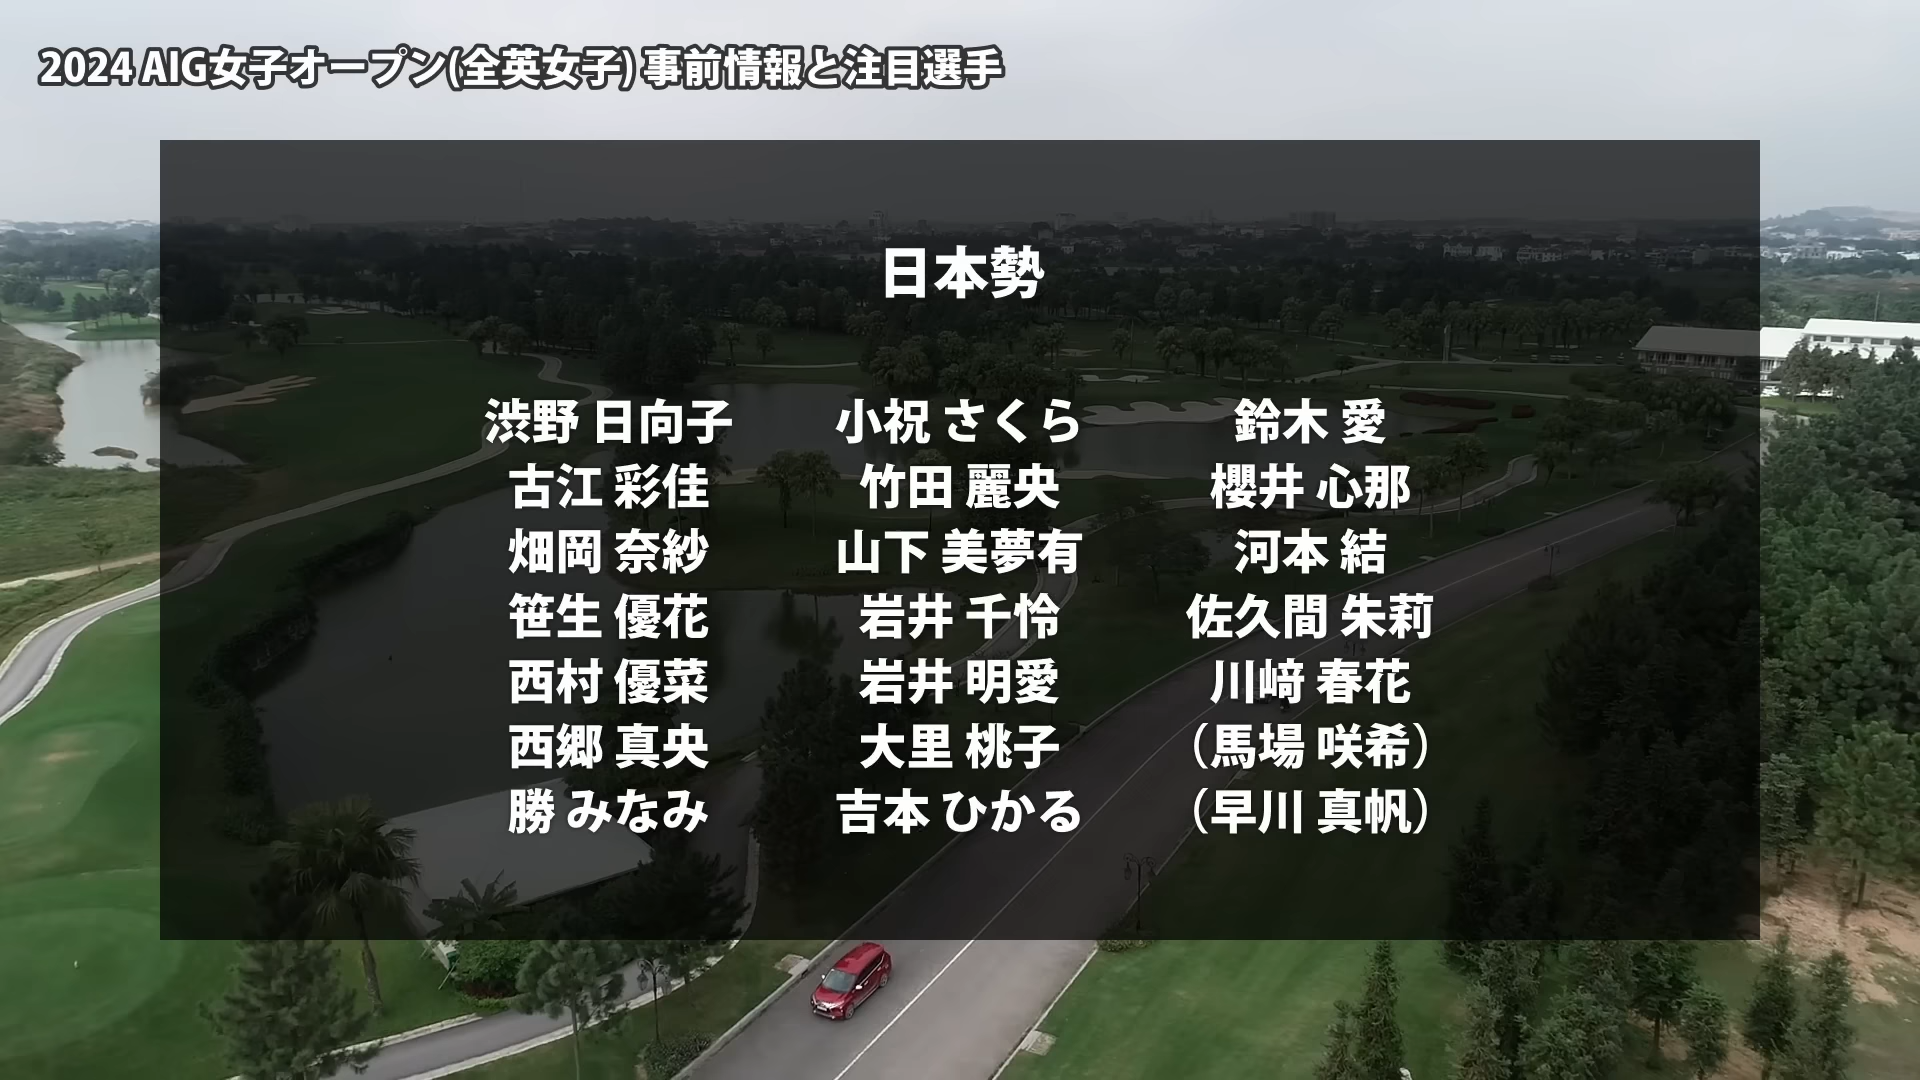 2024 AIG女子オープン(全英女子) 事前情報と注目選手
日本勢
渋野 日向子
古江 彩佳
畑岡 奈紗
笹生 優花
西村 優菜
西郷 真央
勝 みなみ
小祝 さくら
竹田 麗央
山下 美夢有
岩井 千怜
岩井 明愛
大里 桃子
吉本 ひかる
鈴木 愛
櫻井 心那
河本 結
佐久間 朱莉
川﨑 春花
（馬場 咲希）
（早川 真帆）